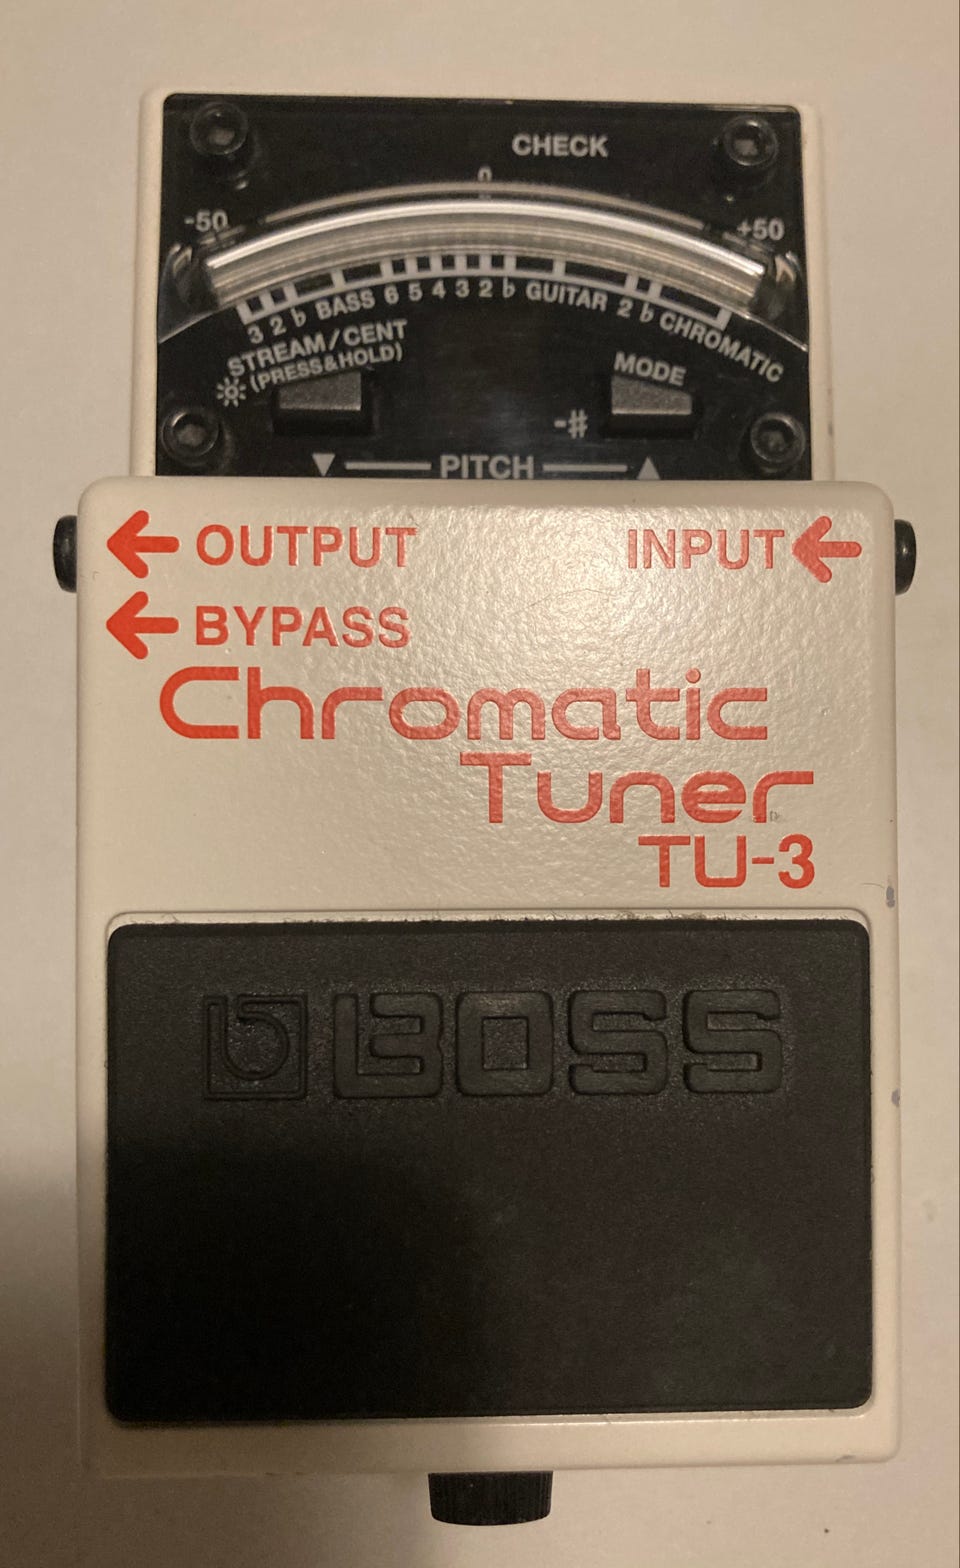 CHECK
0
-50 +50
3 2 ♭ BASS 6 5 4 3 2 ♭ GUITAR 2 ♭ CHROMATIC
STREAM/CENT
(PRESS&HOLD)
MODE
-#
▼ PITCH ▲
← OUTPUT INPUT ←
← BYPASS
Chromatic
Tuner
TU-3
BOSS